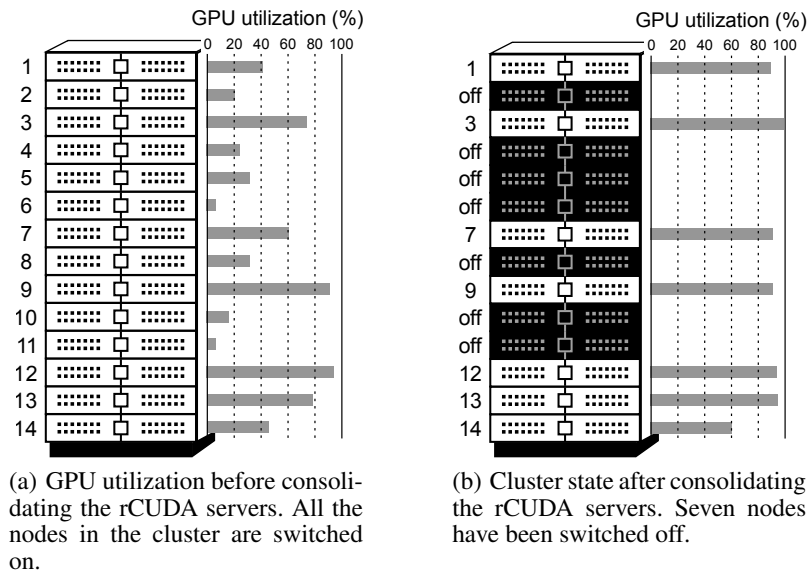 GPU utilization (%)
0 20 40 60 80 100
1
2
3
4
5
6
7
8
9
10
11
12
13
14
(a) GPU utilization before consoli-
dating the rCUDA servers. All the
nodes in the cluster are switched
on.
GPU utilization (%)
0 20 40 60 80 100
1
off
3
off
off
off
7
off
9
off
off
12
13
14
(b) Cluster state after consolidating
the rCUDA servers. Seven nodes
have been switched off.